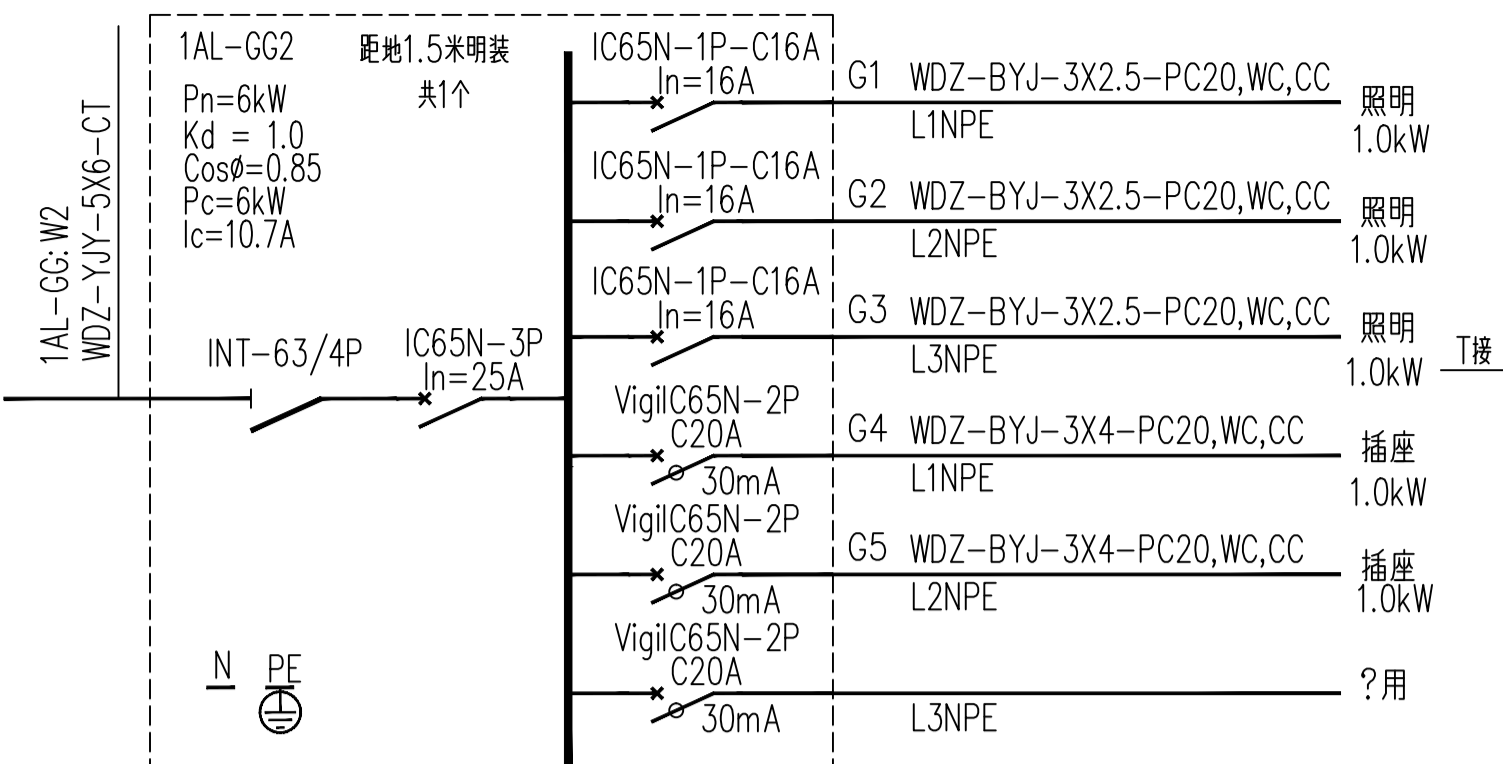 1AL-GG:W2
WDZ-YJY-5X6-CT
1AL-GG2
距地1.5米明装
共1个
Pn=6kW
Kd = 1.0
Cosø=0.85
Pc=6kW
Ic=10.7A
INT-63/4P
IC65N-3P
In=25A
N
PE
IC65N-1P-C16A
In=16A
G1 WDZ-BYJ-3X2.5-PC20,WC,CC
L1NPE
照明
1.0kW
IC65N-1P-C16A
In=16A
G2 WDZ-BYJ-3X2.5-PC20,WC,CC
L2NPE
照明
1.0kW
IC65N-1P-C16A
In=16A
G3 WDZ-BYJ-3X2.5-PC20,WC,CC
L3NPE
照明
1.0kW
T接
VigiIC65N-2P
C20A
30mA
G4 WDZ-BYJ-3X4-PC20,WC,CC
L1NPE
插座
1.0kW
VigiIC65N-2P
C20A
30mA
G5 WDZ-BYJ-3X4-PC20,WC,CC
L2NPE
插座
1.0kW
VigiIC65N-2P
C20A
30mA
L3NPE
?用